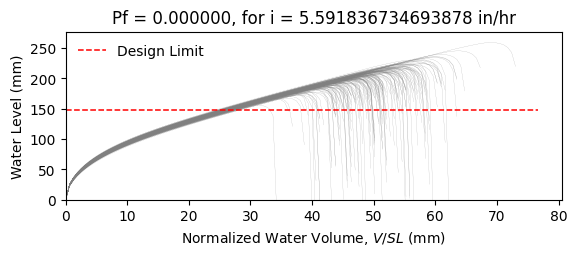 Pf = 0.000000, for i = 5.591836734693878 in/hr
Design Limit
Water Level (mm)
250
200
150
100
50
0
0 10 20 30 40 50 60 70 80
Normalized Water Volume, V/SL (mm)